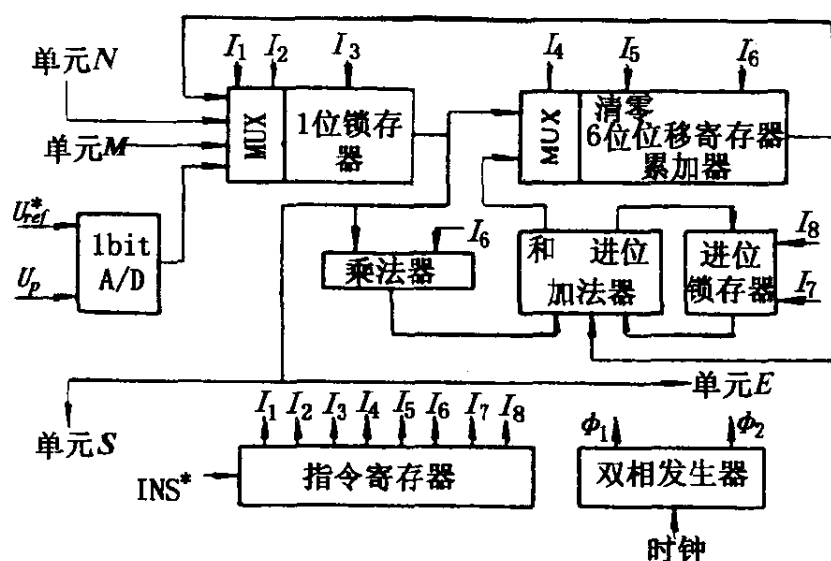 I1 I2 I3 I4 I5 I6
单元N
单元M
MUX
1位锁存
器
MUX
清零
6位位移寄存器
累加器
U*ref
Up
1bit
A/D
I6
乘法器
和 进位
加法器
进位
锁存器
I8
I7
单元E
单元S
I1 I2 I3 I4 I5 I6 I7 I8
INS*
指令寄存器
Φ1 Φ2
双相发生器
时钟